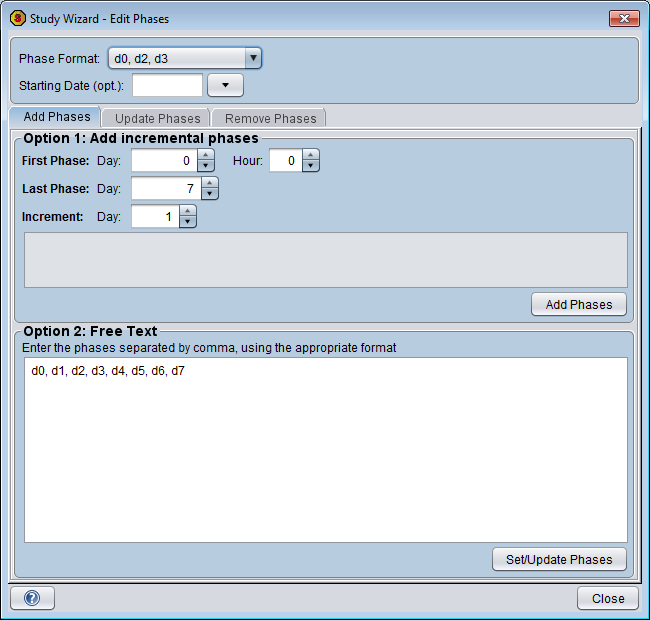 Study Wizard - Edit Phases
Phase Format: d0, d2, d3
Starting Date (opt.):
Add Phases Update Phases Remove Phases
Option 1: Add incremental phases
First Phase: Day: 0 Hour: 0
Last Phase: Day: 7
Increment: Day: 1
Add Phases
Option 2: Free Text
Enter the phases separated by comma, using the appropriate format
d0, d1, d2, d3, d4, d5, d6, d7
Set/Update Phases
? Close